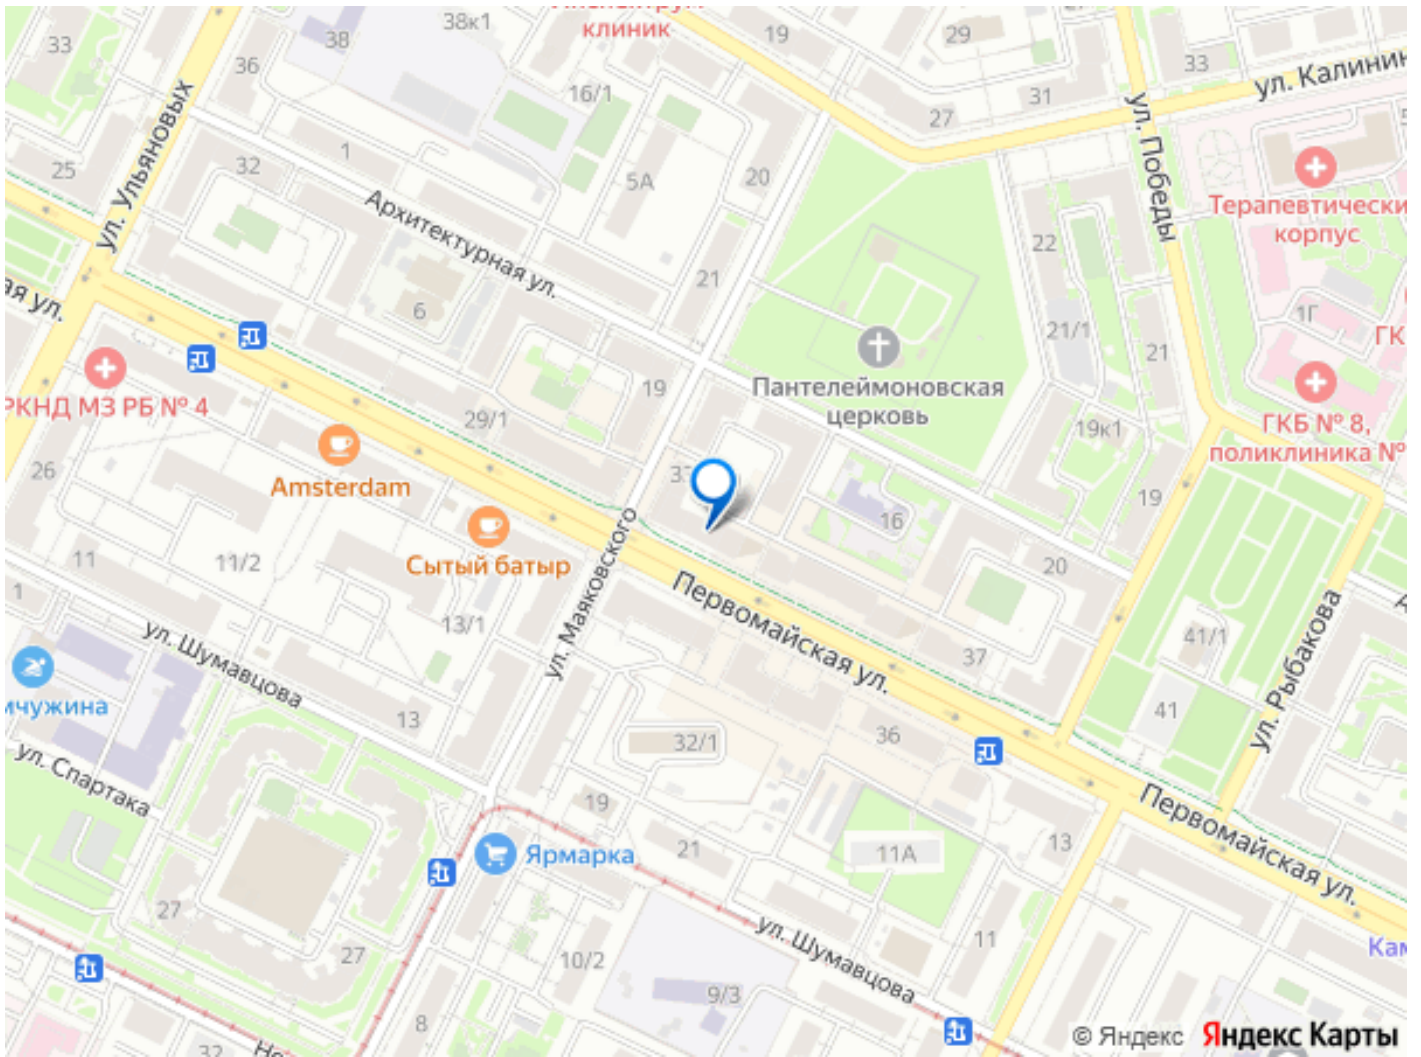 клиник
38к1
33
38
19
29
33
ул. Калинин
36
16/1
27
31
ул. Победы
ул. Ульяновых
25
32
1
5А
20
Терапевтически
корпус
Архитектурная ул.
22
21
6
1Г
ая ул.
21/1
21
ГК
Пантелеймоновская
церковь
РКНД МЗ РБ № 4
19
29/1
19к1
ГКБ № 8,
поликлиника №
26
Amsterdam
19
16
Сытый батыр
ул. Маяковского
11
11/2
20
1
Первомайская ул.
13/1
ул. Шумавцова
37
41/1
ул. Рыбакова
чужина
13
41
36
32/1
ул. Спартака
19
Первомайская ул.
Ярмарка
21
11А
13
27
27
ул. Шумавцова
11
10/2
Кам
9/3
8
32
© Яндекс Яндекс Карты